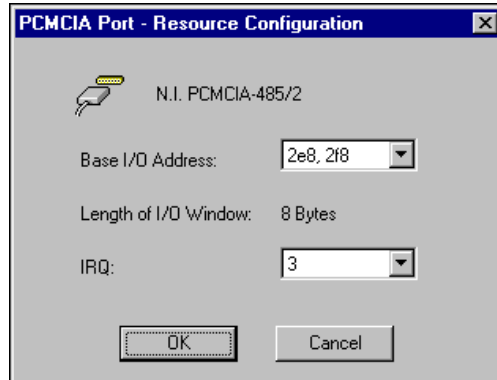 PCMCIA Port - Resource Configuration
N.I. PCMCIA-485/2
Base I/O Address: 2e8, 2f8
Length of I/O Window: 8 Bytes
IRQ: 3
OK Cancel